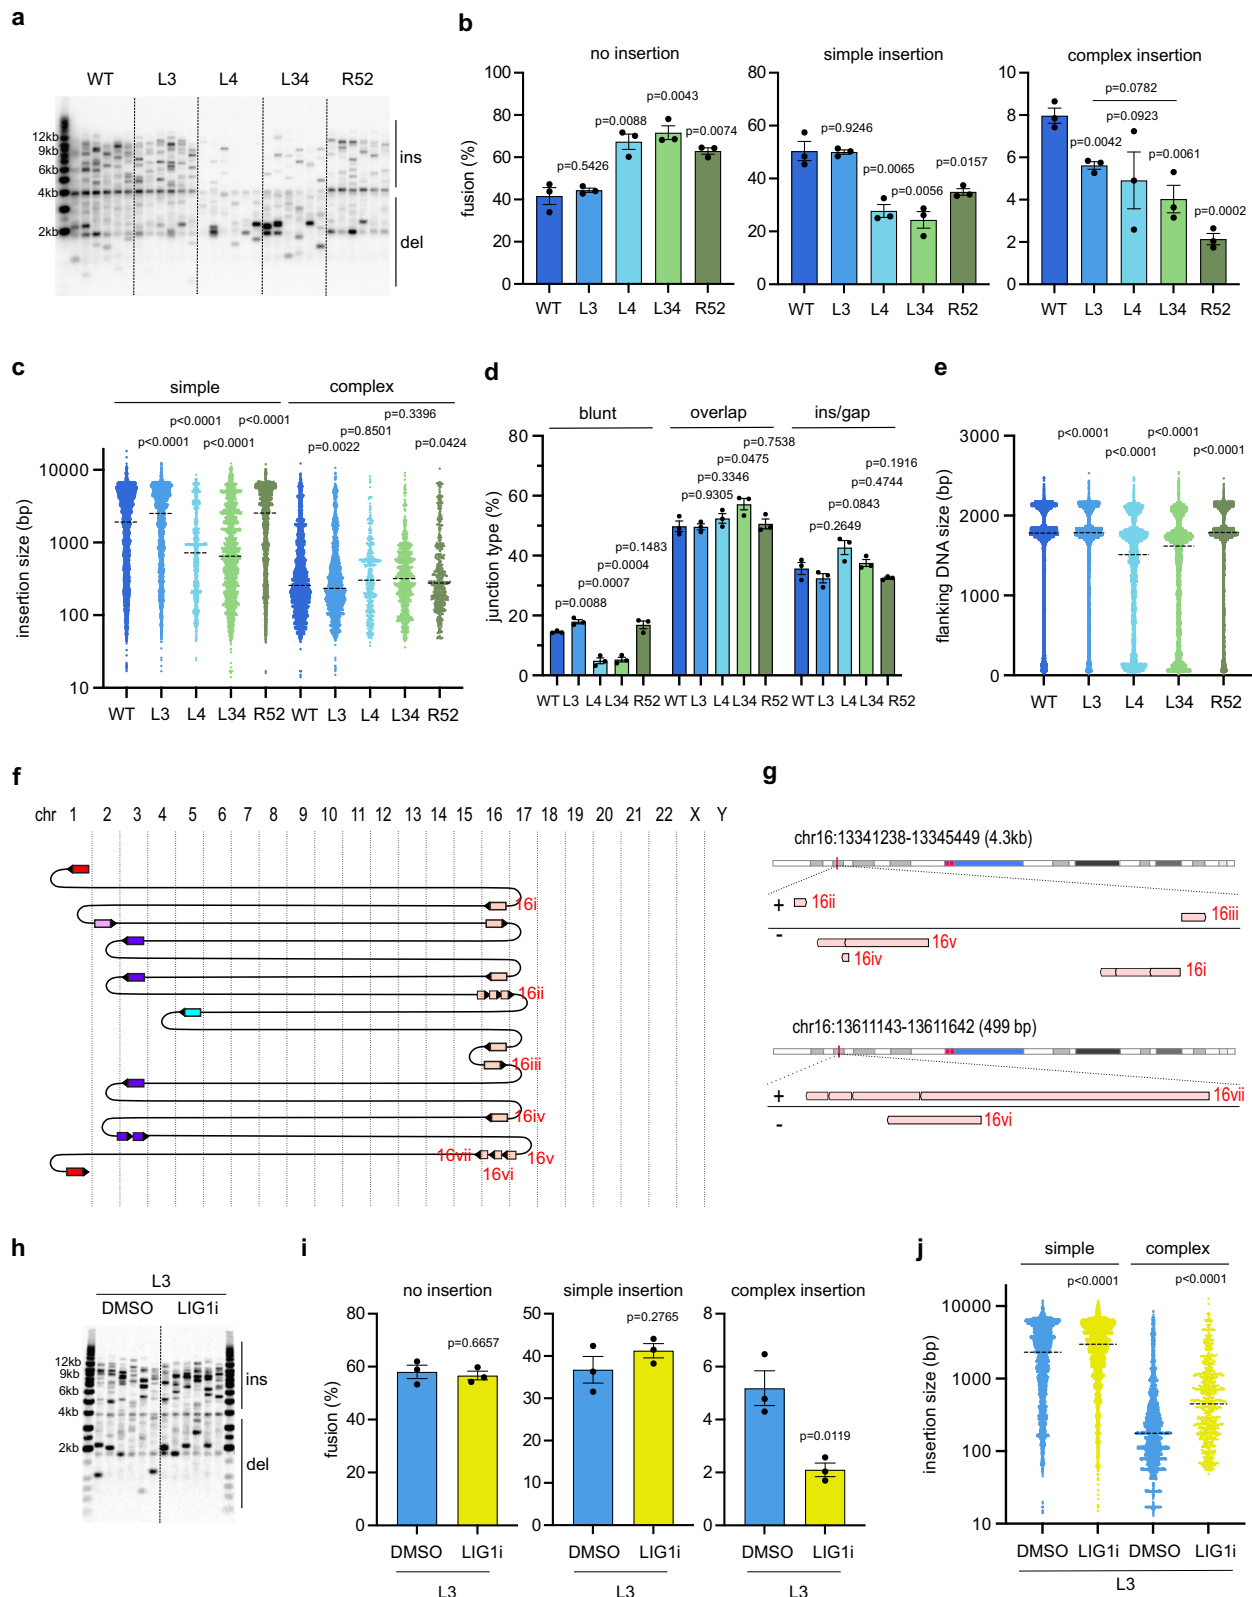 a
WT L3 L4 L34 R52
12kb
9kb
6kb
4kb
2kb
ins
del
b
no insertion
simple insertion
complex insertion
fusion (%)
100
80
60
40
20
0
p=0.5426
p=0.0088
p=0.0043
p=0.0074
WT L3 L4 L34 R52
80
60
40
20
0
p=0.9246
p=0.0065
p=0.0056
p=0.0157
WT L3 L4 L34 R52
10
8
6
4
2
0
p=0.0782
p=0.0923
p=0.0042
p=0.0061
p=0.0002
WT L3 L4 L34 R52
c
simple
complex
p<0.0001
p<0.0001
p<0.0001
p<0.0001
p=0.0022
p=0.8501
p=0.3396
p=0.0424
insertion size (bp)
10000
1000
100
10
WT L3 L4 L34 R52 WT L3 L4 L34 R52
d
blunt
overlap
ins/gap
junction type (%)
80
60
40
20
0
p=0.0088
p=0.0007
p=0.0004
p=0.1483
p=0.9305
p=0.3346
p=0.0475
p=0.7538
p=0.2649
p=0.0843
p=0.4744
p=0.1916
WT L3 L4 L34 R52 WT L3 L4 L34 R52 WT L3 L4 L34 R52
e
flanking DNA size (bp)
3000
2000
1000
0
p<0.0001
p<0.0001
p<0.0001
p<0.0001
WT L3 L4 L34 R52
f
chr 1 2 3 4 5 6 7 8 9 10 11 12 13 14 15 16 17 18 19 20 21 22 X Y
16i
16ii
16iii
16iv
16vii
16v
16vi
g
chr16:13341238-13345449 (4.3kb)
+
16ii
16iii
-
16v
16iv
16i
chr16:13611143-13611642 (499 bp)
+
16vii
-
16vi
h
L3
DMSO LIG1i
12kb
9kb
6kb
4kb
2kb
ins
del
i
no insertion
simple insertion
complex insertion
fusion (%)
80
60
40
20
0
p=0.6657
DMSO LIG1i
L3
50
40
30
20
10
0
p=0.2765
DMSO LIG1i
L3
8
6
4
2
0
p=0.0119
DMSO LIG1i
L3
j
simple
complex
p<0.0001
p<0.0001
insertion size (bp)
10000
1000
100
10
DMSO LIG1i DMSO LIG1i
L3